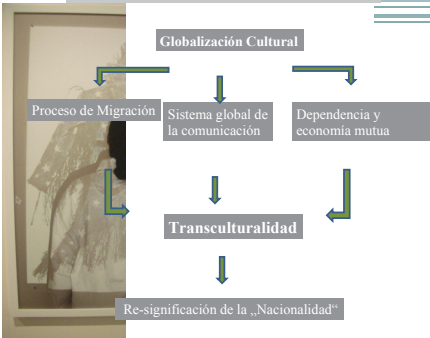 Globalización Cultural
Proceso de Migración
Sistema global de
la comunicación
Dependencia y
economía mutua
Transculturalidad
Re-significación de la „Nacionalidad“